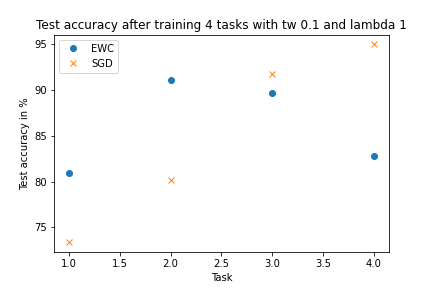 Test accuracy after training 4 tasks with tw 0.1 and lambda 1
EWC
SGD
Test accuracy in %
95
90
85
80
75
1.0 1.5 2.0 2.5 3.0 3.5 4.0
Task